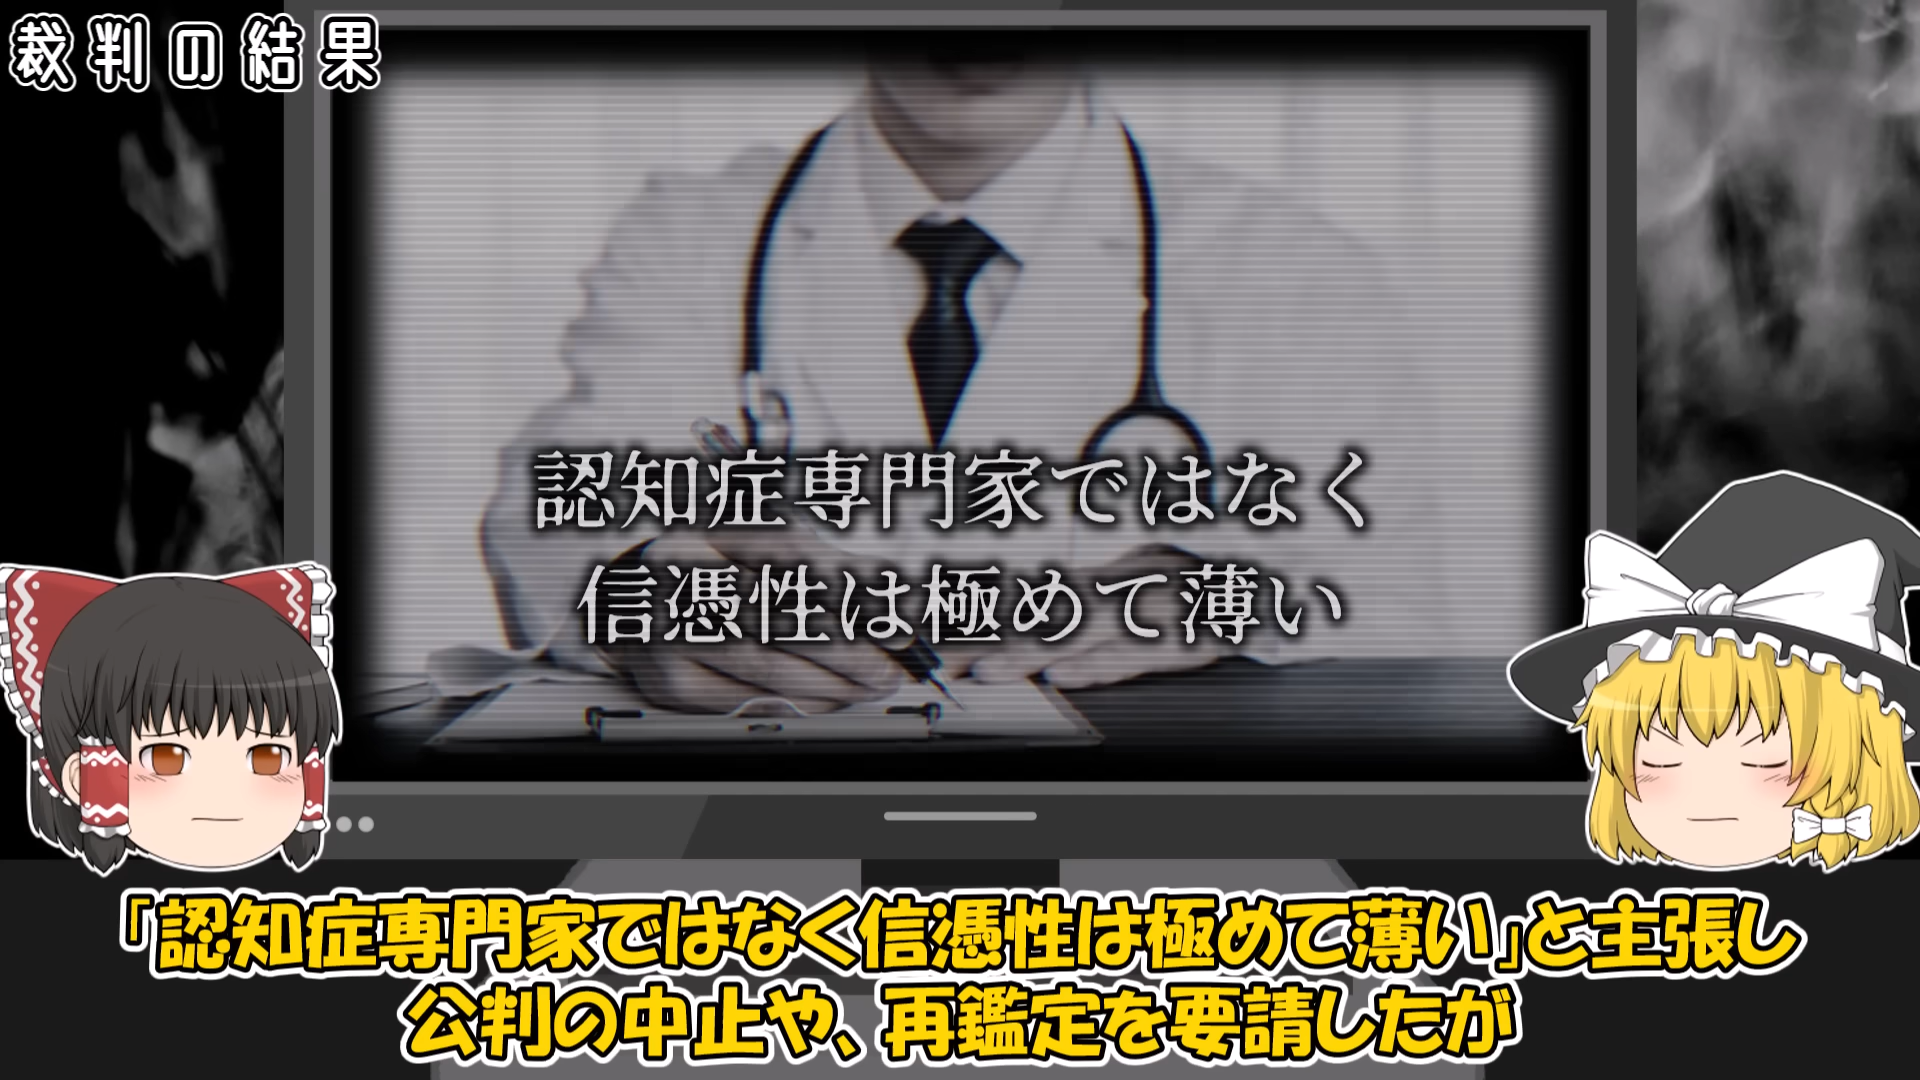 裁判の結果
認知症専門家ではなく
信憑性は極めて薄い
「認知症専門家ではなく信憑性は極めて薄い」と主張し
公判の中止や、再鑑定を要請したが